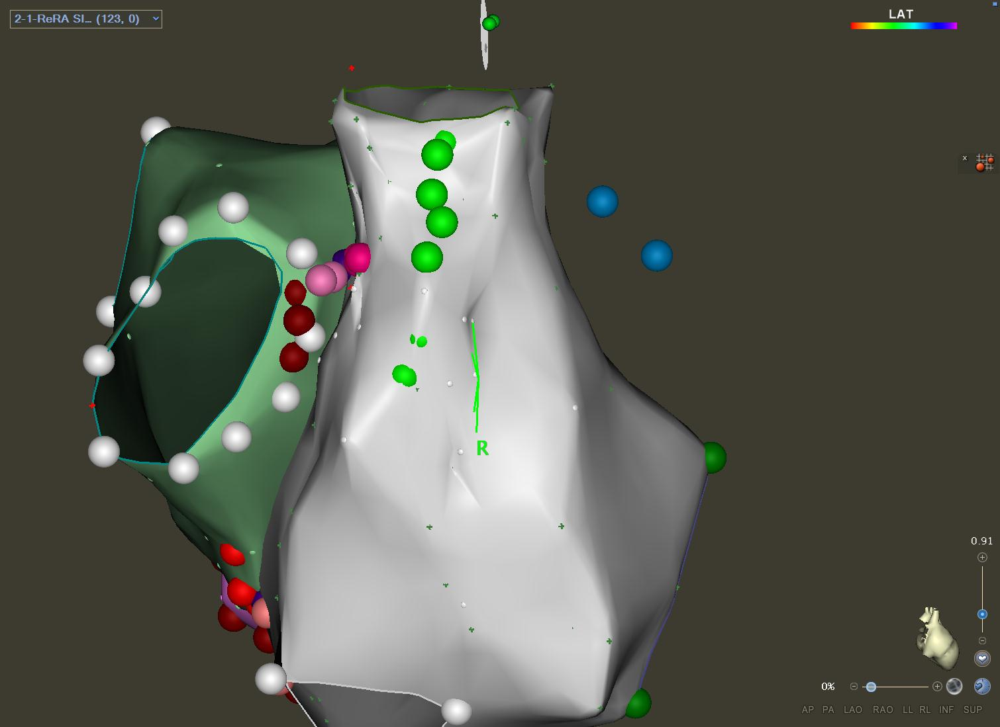 2-1-ReRA SI... (123, 0)
LAT
x
R
0.91
0%
AP PA LAO RAO LL RL INF SUP